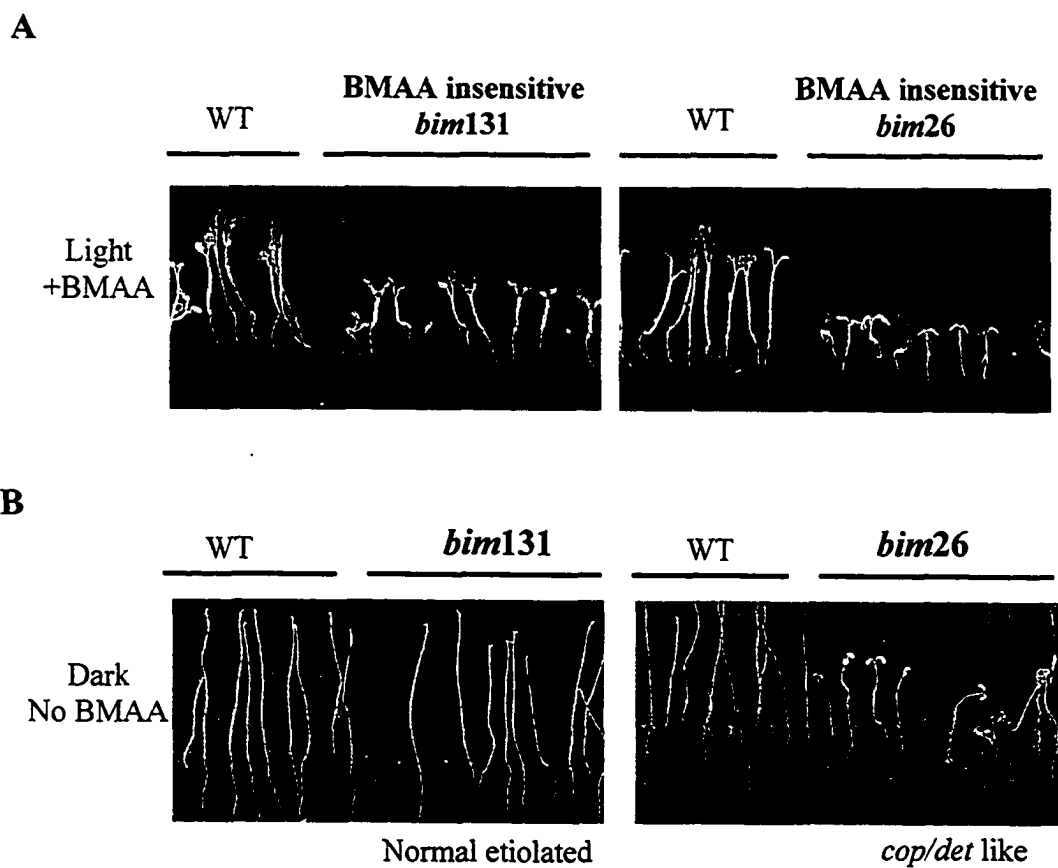 A
WT
BMAA insensitive
bim131
WT
BMAA insensitive
bim26
Light
+BMAA
B
WT
bim131
WT
bim26
Dark
No BMAA
Normal etiolated
cop/det like